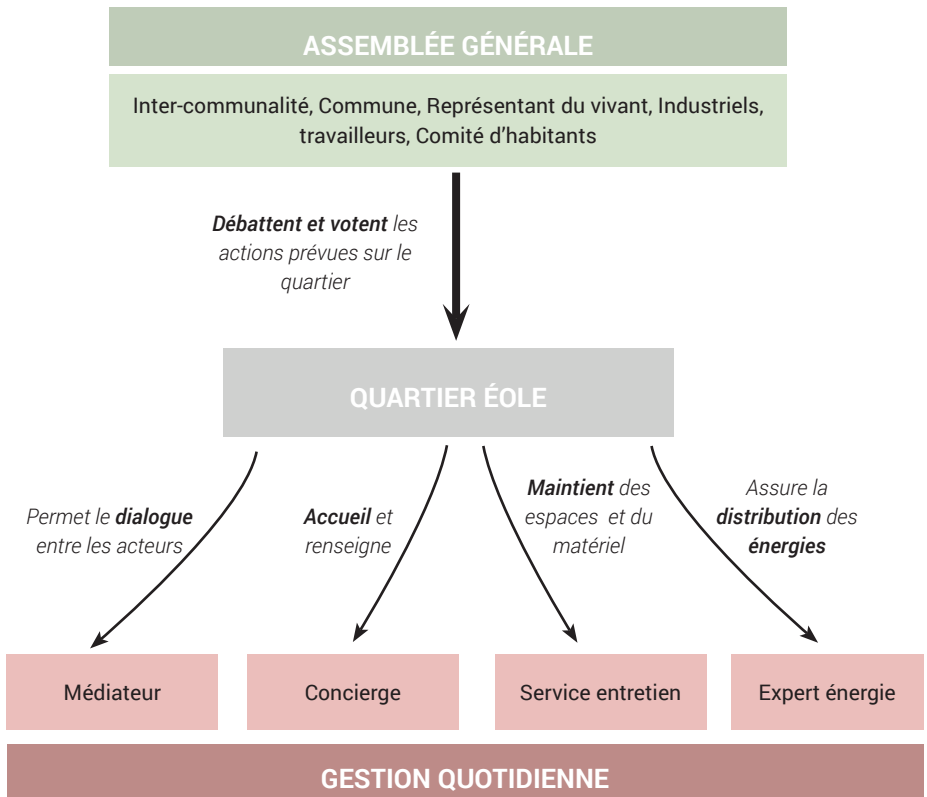 ASSEMBLÉE GÉNÉRALE
Inter-communalité, Commune, Représentant du vivant, Industriels,
travailleurs, Comité d'habitants
Débattent et votent les
actions prévues sur le
quartier
QUARTIER ÉOLE
Permet le dialogue
entre les acteurs
Accueil et
renseigne
Maintient des
espaces et du
matériel
Assure la
distribution des
énergies
Médiateur
Concierge
Service entretien
Expert énergie
GESTION QUOTIDIENNE